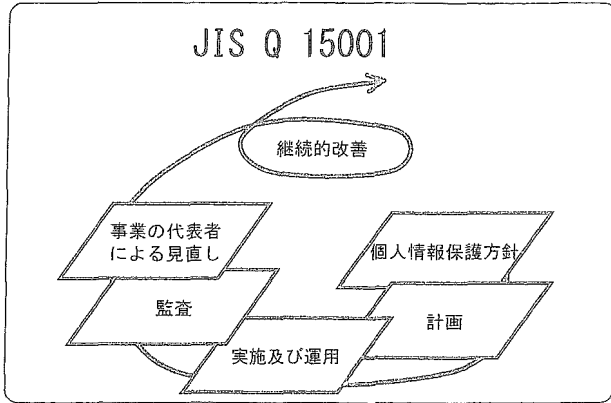 JIS Q 15001
継続的改善
事業の代表者
による見直し
個人情報保護方針
監査
計画
実施及び運用